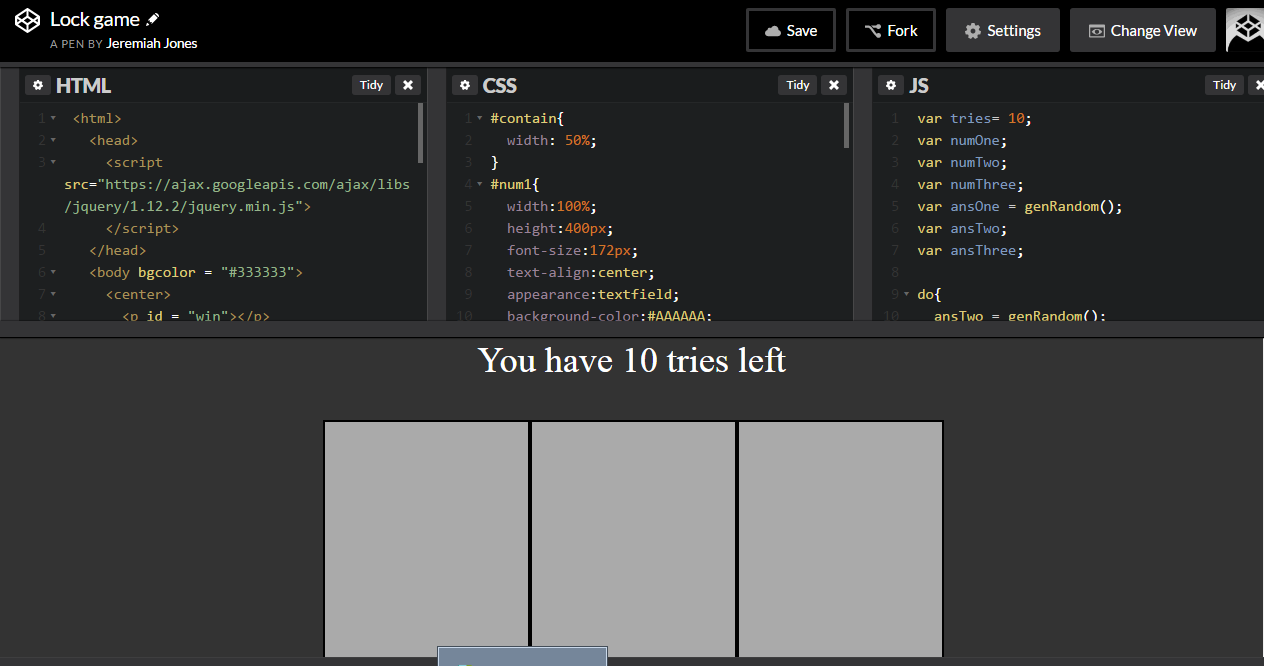 Lock game
A PEN BY Jeremiah Jones
Save
Fork
Settings
Change View
HTML
Tidy
1 <html>
2 <head>
3 <script
src="https://ajax.googleapis.com/ajax/libs
/jquery/1.12.2/jquery.min.js">
4 </script>
5 </head>
6 <body bgcolor = "#333333">
7 <center>
8 <p id = "win"></p>
CSS
Tidy
1 #contain{
2 width: 50%;
3 }
4 #num1{
5 width:100%;
6 height:400px;
7 font-size:172px;
8 text-align:center;
9 appearance:textfield;
10 background-color:#AAAAAA;
JS
Tidy
1 var tries= 10;
2 var numOne;
3 var numTwo;
4 var numThree;
5 var ansOne = genRandom();
6 var ansTwo;
7 var ansThree;
8
9 do{
10 ansTwo = genRandom();
You have 10 tries left